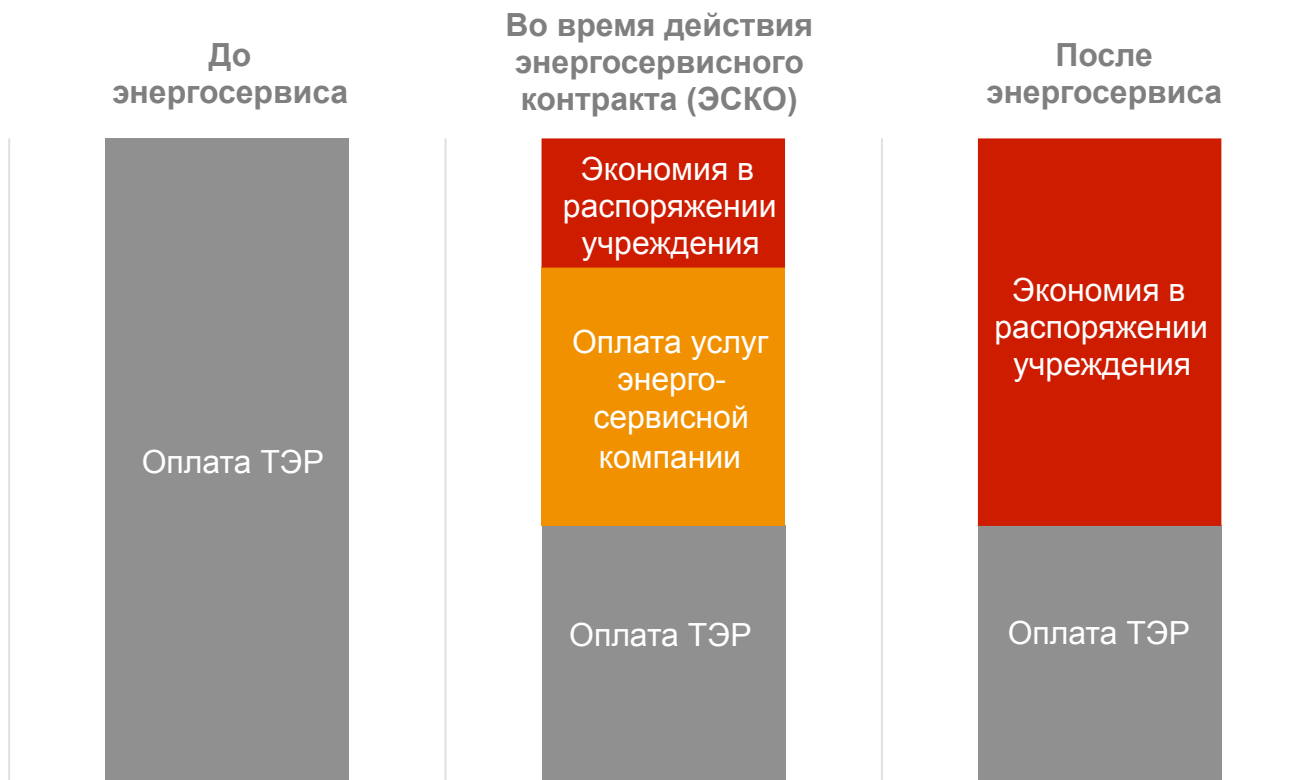 До
энергосервиса
Во время действия
энергосервисного
контракта (ЭСКО)
После
энергосервиса
Оплата ТЭР
Экономия в
распоряжении
учреждения
Оплата услуг
энерго-
сервисной
компании
Оплата ТЭР
Экономия в
распоряжении
учреждения
Оплата ТЭР